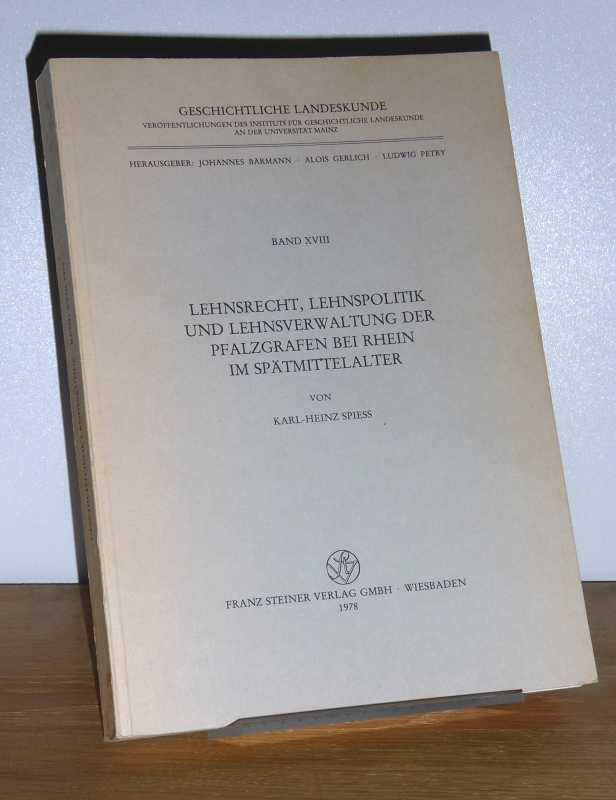 GESCHICHTLICHE LANDESKUNDE
VERÖFFENTLICHUNGEN DES INSTITUTS FÜR GESCHICHTLICHE LANDESKUNDE
AN DER UNIVERSITÄT MAINZ
HERAUSGEBER: JOHANNES BÄRMANN · ALOIS GERLICH · LUDWIG PETRY
BAND XVIII
LEHNSRECHT, LEHNSPOLITIK
UND LEHNSVERWALTUNG DER
PFALZGRAFEN BEI RHEIN
IM SPÄTMITTELALTER
VON
KARL-HEINZ SPIESS
FRANZ STEINER VERLAG GMBH · WIESBADEN
1978
GESCHICHTLICHE LANDESKUNDE